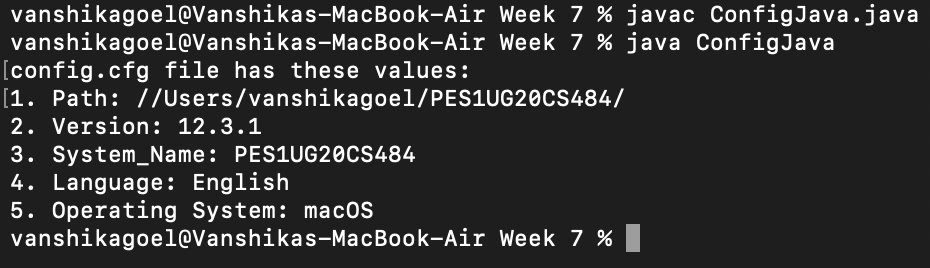 vanshikagoel@Vanshikas-MacBook-Air Week 7 % javac ConfigJava.java
vanshikagoel@Vanshikas-MacBook-Air Week 7 % java ConfigJava
[config.cfg file has these values:
[1. Path: //Users/vanshikagoel/PES1UG20CS484/
2. Version: 12.3.1
3. System_Name: PES1UG20CS484
4. Language: English
5. Operating System: macOS
vanshikagoel@Vanshikas-MacBook-Air Week 7 %